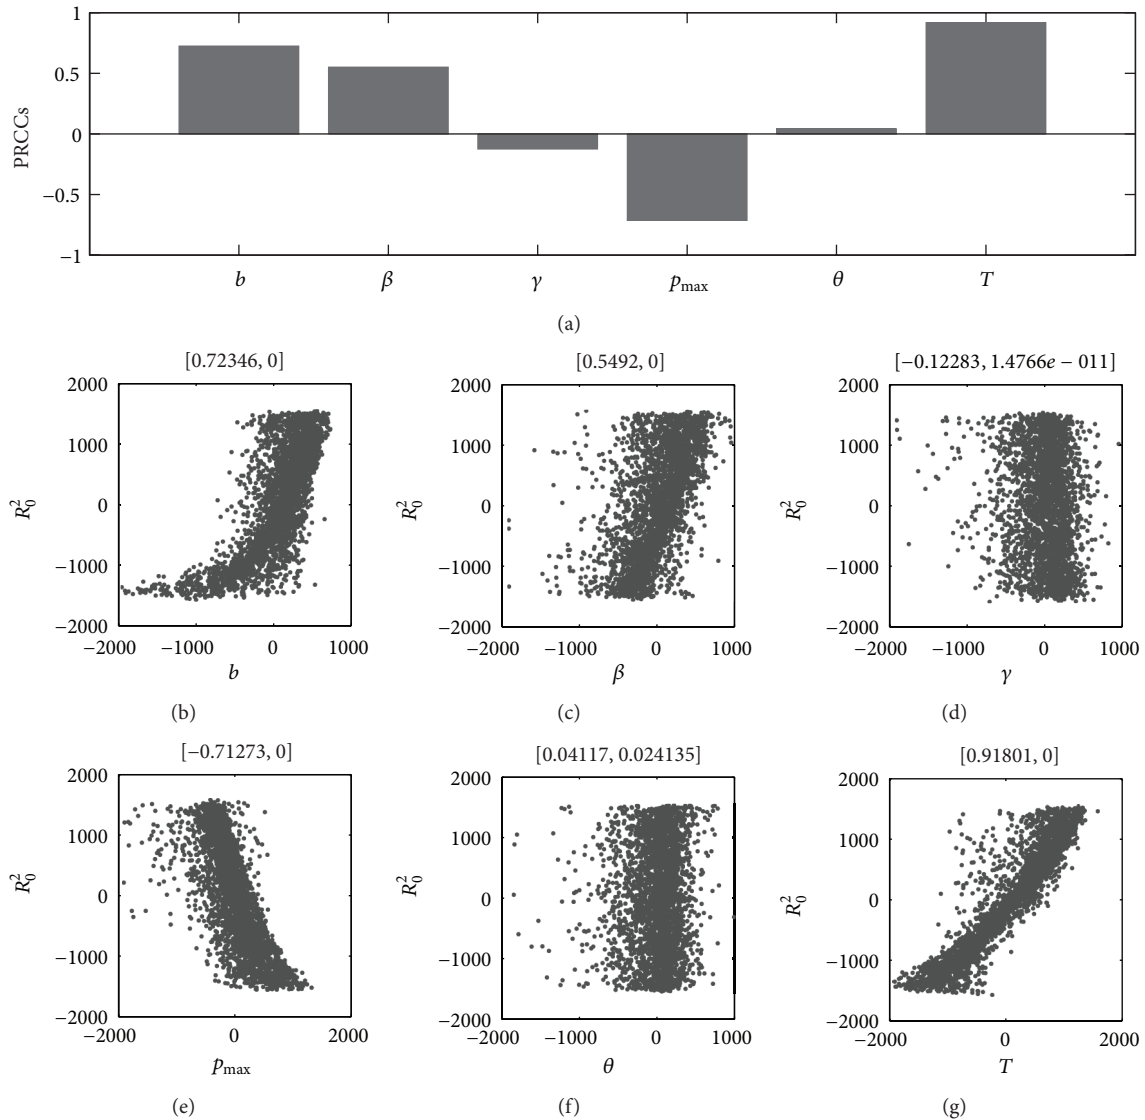 1
0.5
0
−0.5
−1
PRCCs
b β γ p_max θ T
(a)
[0.72346, 0] [0.5492, 0] [−0.12283, 1.4766e − 011]
2000 2000 2000
1000 1000 1000
R_0^2 R_0^2 R_0^2
0 0 0
−1000 −1000 −1000
−2000 −2000 −2000
−2000 −1000 0 1000 −2000 −1000 0 1000 −2000 −1000 0 1000
b β γ
(b) (c) (d)
[−0.71273, 0] [0.04117, 0.024135] [0.91801, 0]
2000 2000 2000
1000 1000 1000
R_0^2 R_0^2 R_0^2
0 0 0
−1000 −1000 −1000
−2000 −2000 −2000
−2000 0 2000 −2000 −1000 0 1000 −2000 0 2000
p_max θ T
(e) (f) (g)